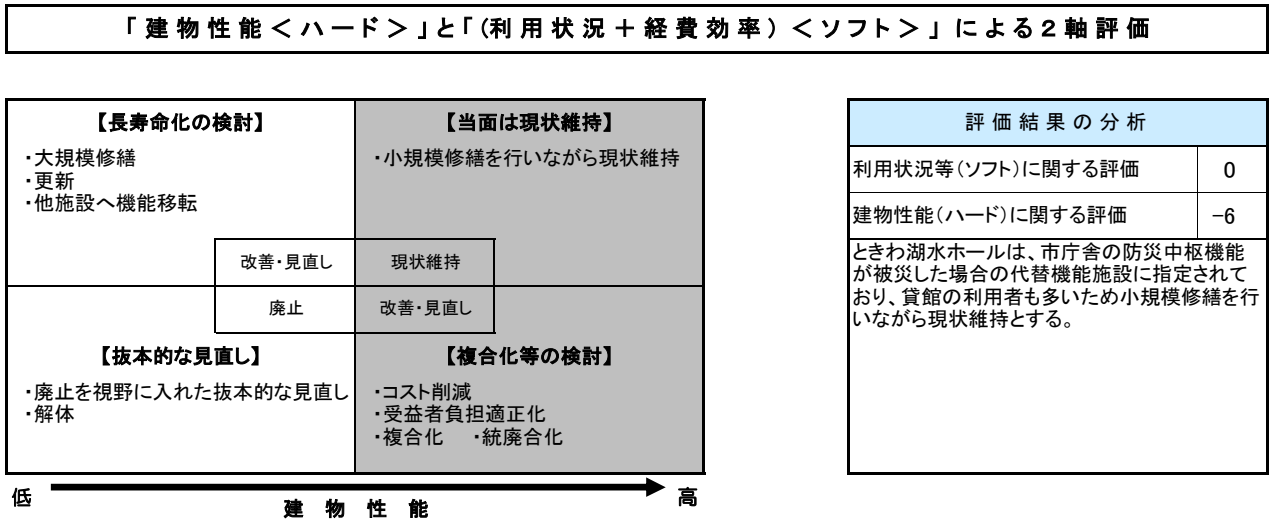 「建物性能＜ハード＞」と「（利用状況＋経費効率）＜ソフト＞」による２軸評価
【長寿命化の検討】
・大規模修繕
・更新
・他施設へ機能移転
【当面は現状維持】
・小規模修繕を行いながら現状維持
改善・見直し
現状維持
廃止
改善・見直し
【抜本的な見直し】
・廃止を視野に入れた抜本的な見直し
・解体
【複合化等の検討】
・コスト削減
・受益者負担適正化
・複合化　・統廃合化
低
建物性能
高
評価結果の分析
利用状況等（ソフト）に関する評価 0
建物性能（ハード）に関する評価 −6
ときわ湖水ホールは、市庁舎の防災中枢機能
が被災した場合の代替機能施設に指定されて
おり、貸館の利用者も多いため小規模修繕を行
いながら現状維持とする。